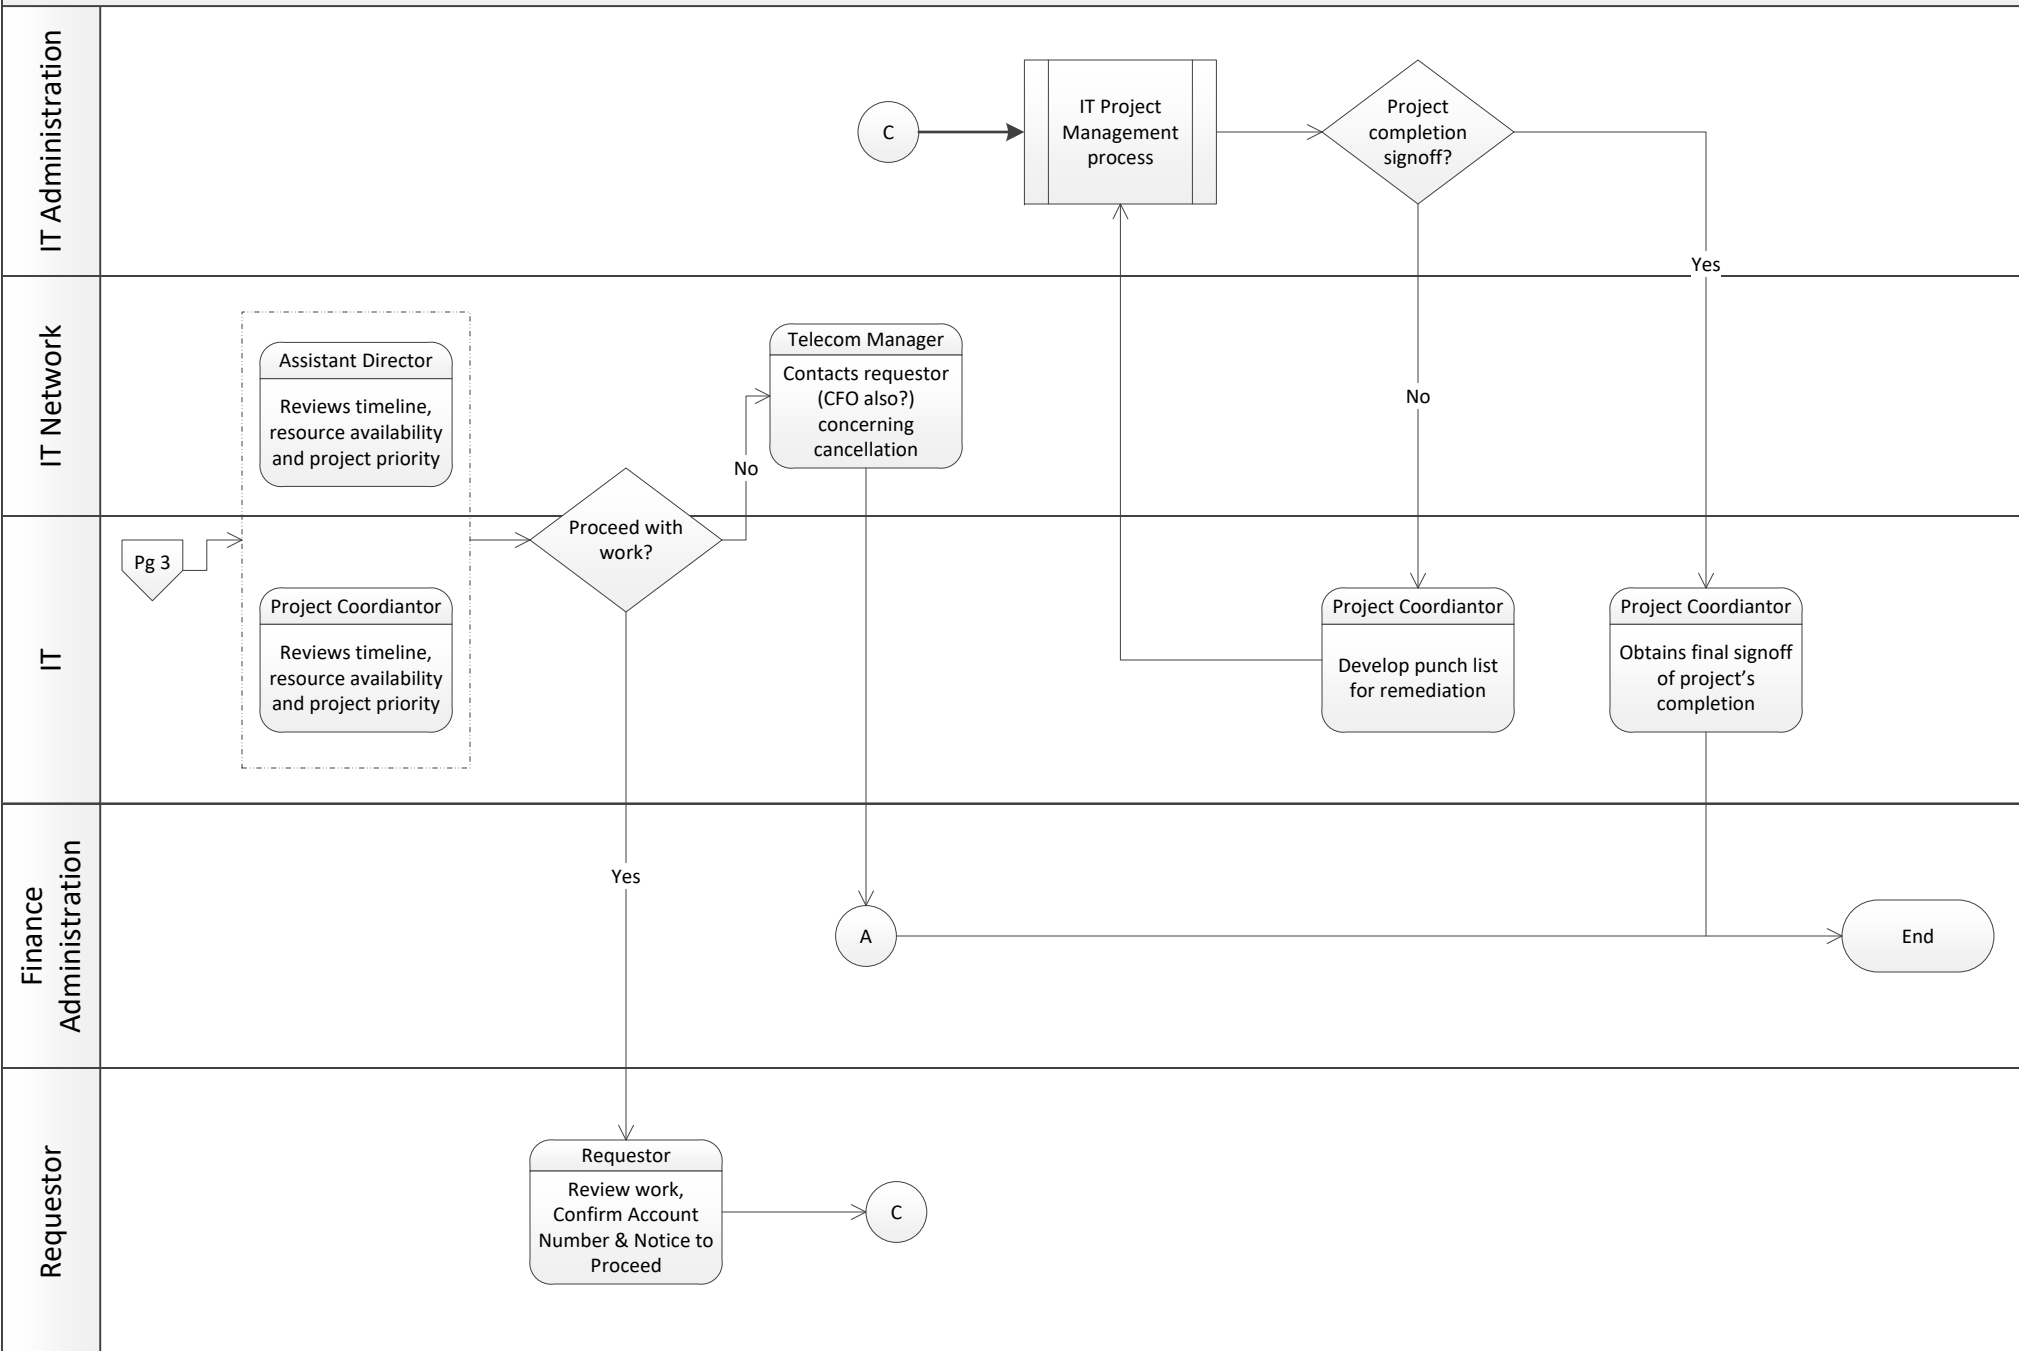 IT Administration
C
IT Project
Management
process
Project
completion
signoff?
Yes
IT Network
Assistant Director
Reviews timeline,
resource availability
and project priority
Telecom Manager
Contacts requestor
(CFO also?)
concerning
cancellation
No
No
IT
Pg 3
Proceed with
work?
Project Coordiantor
Reviews timeline,
resource availability
and project priority
Project Coordiantor
Develop punch list
for remediation
Project Coordiantor
Obtains final signoff
of project's
completion
Finance
Administration
Yes
A
End
Requestor
Requestor
Review work,
Confirm Account
Number & Notice to
Proceed
C